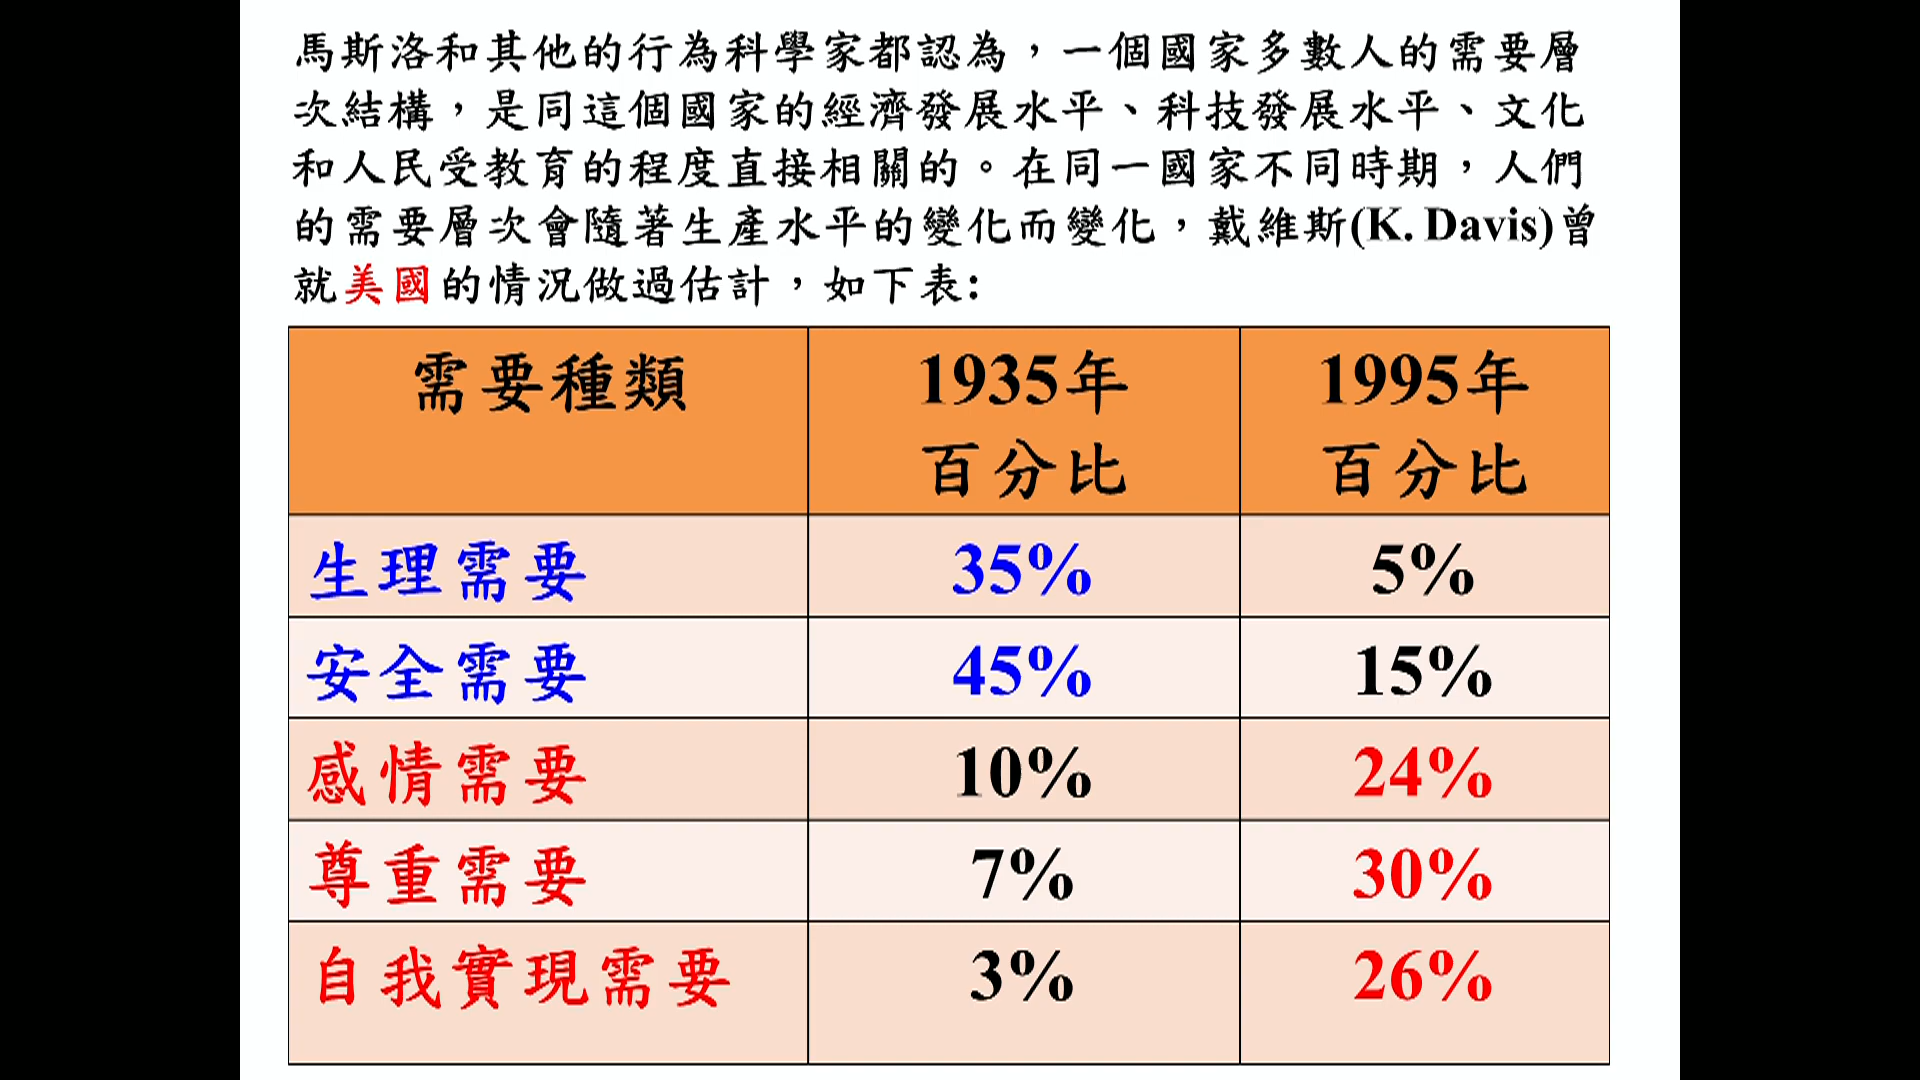 馬斯洛和其他的行為科學家都認為，一個國家多數人的需要層
次結構，是同這個國家的經濟發展水平、科技發展水平、文化
和人民受教育的程度直接相關的。在同一國家不同時期，人們
的需要層次會隨著生產水平的變化而變化，戴維斯(K. Davis)曾
就美國的情況做過估計，如下表:
需要種類 1935年 1995年
百分比 百分比
生理需要 35% 5%
安全需要 45% 15%
感情需要 10% 24%
尊重需要 7% 30%
自我實現需要 3% 26%